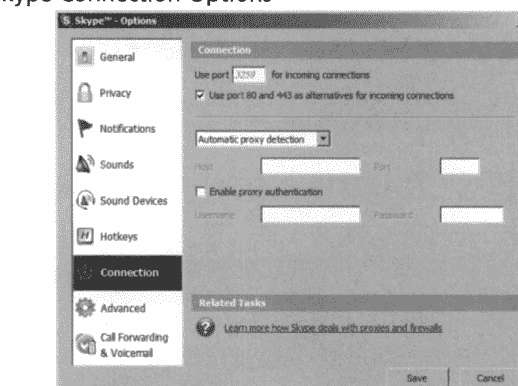 Skype Connection Options
S Skype™ - Options
General
Privacy
Notifications
Sounds
Sound Devices
H Hotkeys
Connection
Advanced
Call Forwarding
& Voicemail
Connection
Use port for incoming connections
Use port 80 and 443 as alternatives for incoming connections
Automatic proxy detection
Host Port
Enable proxy authentication
Username Password
Related Tasks
? Learn more how Skype deals with proxies and firewalls
Save Cancel